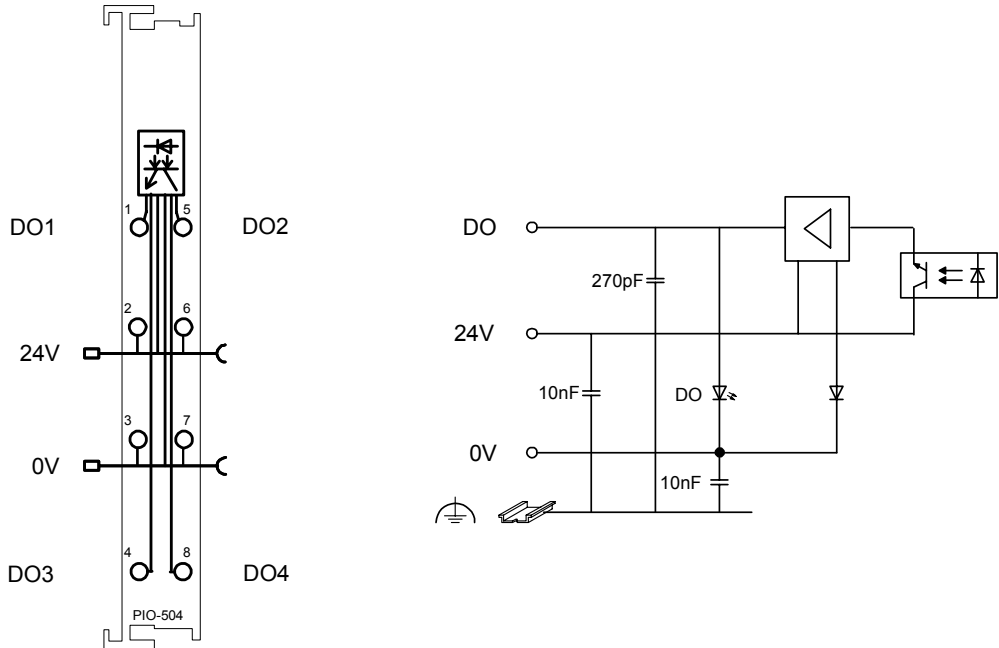 1 5
DO1 DO2
2 6
24V
3 7
0V
4 8
DO3 DO4
PIO-504
DO
270pF
24V
10nF DO
0V
10nF